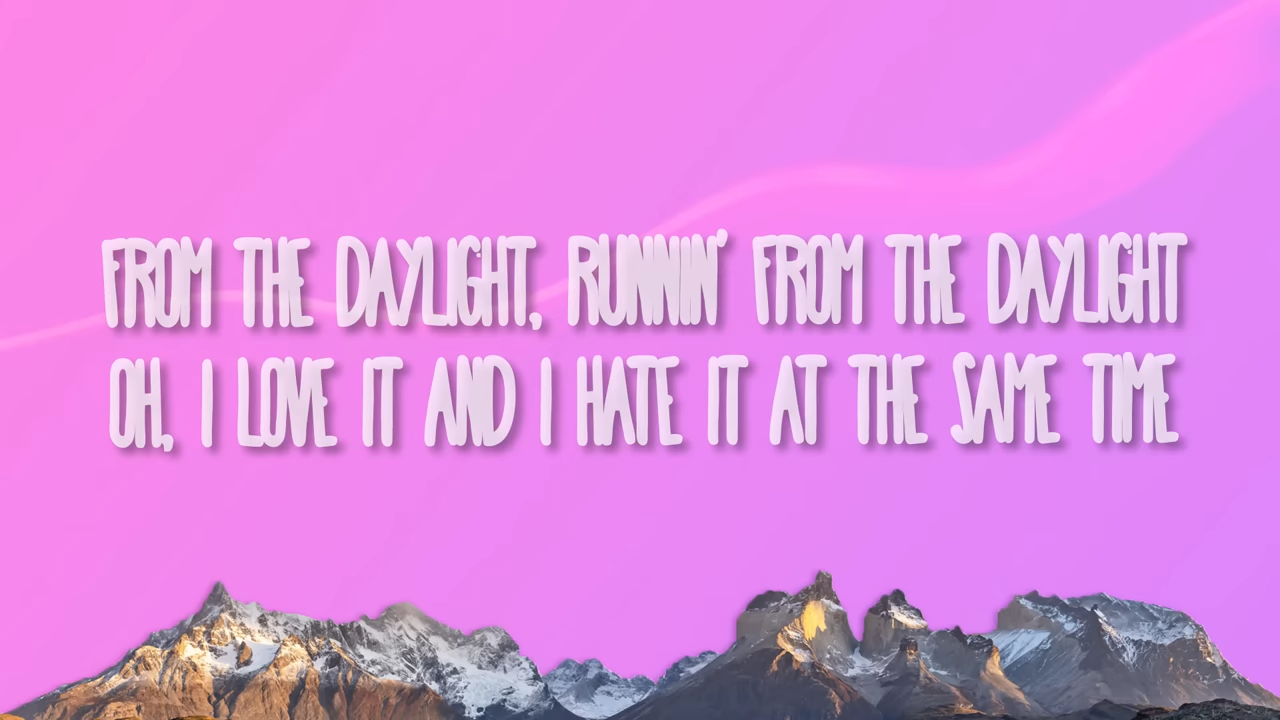 FROM THE DAYLIGHT, RUNNIN' FROM THE DAYLIGHT
OH, I LOVE IT AND I HATE IT AT THE SAME TIME